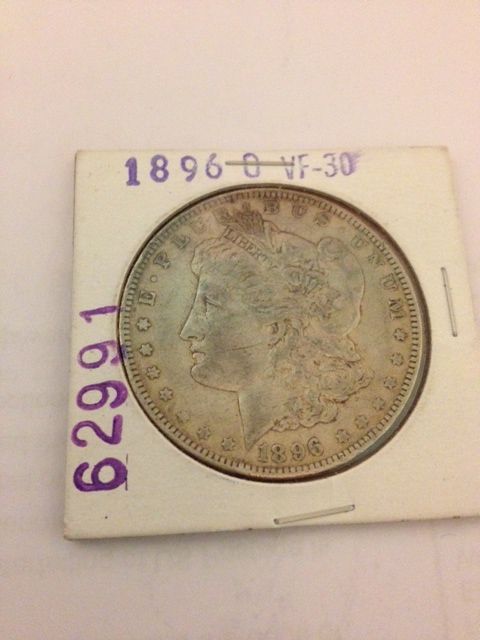 1896 O VF-30
62991
E·PLURIBUS UNUM
LIBERTY
1896